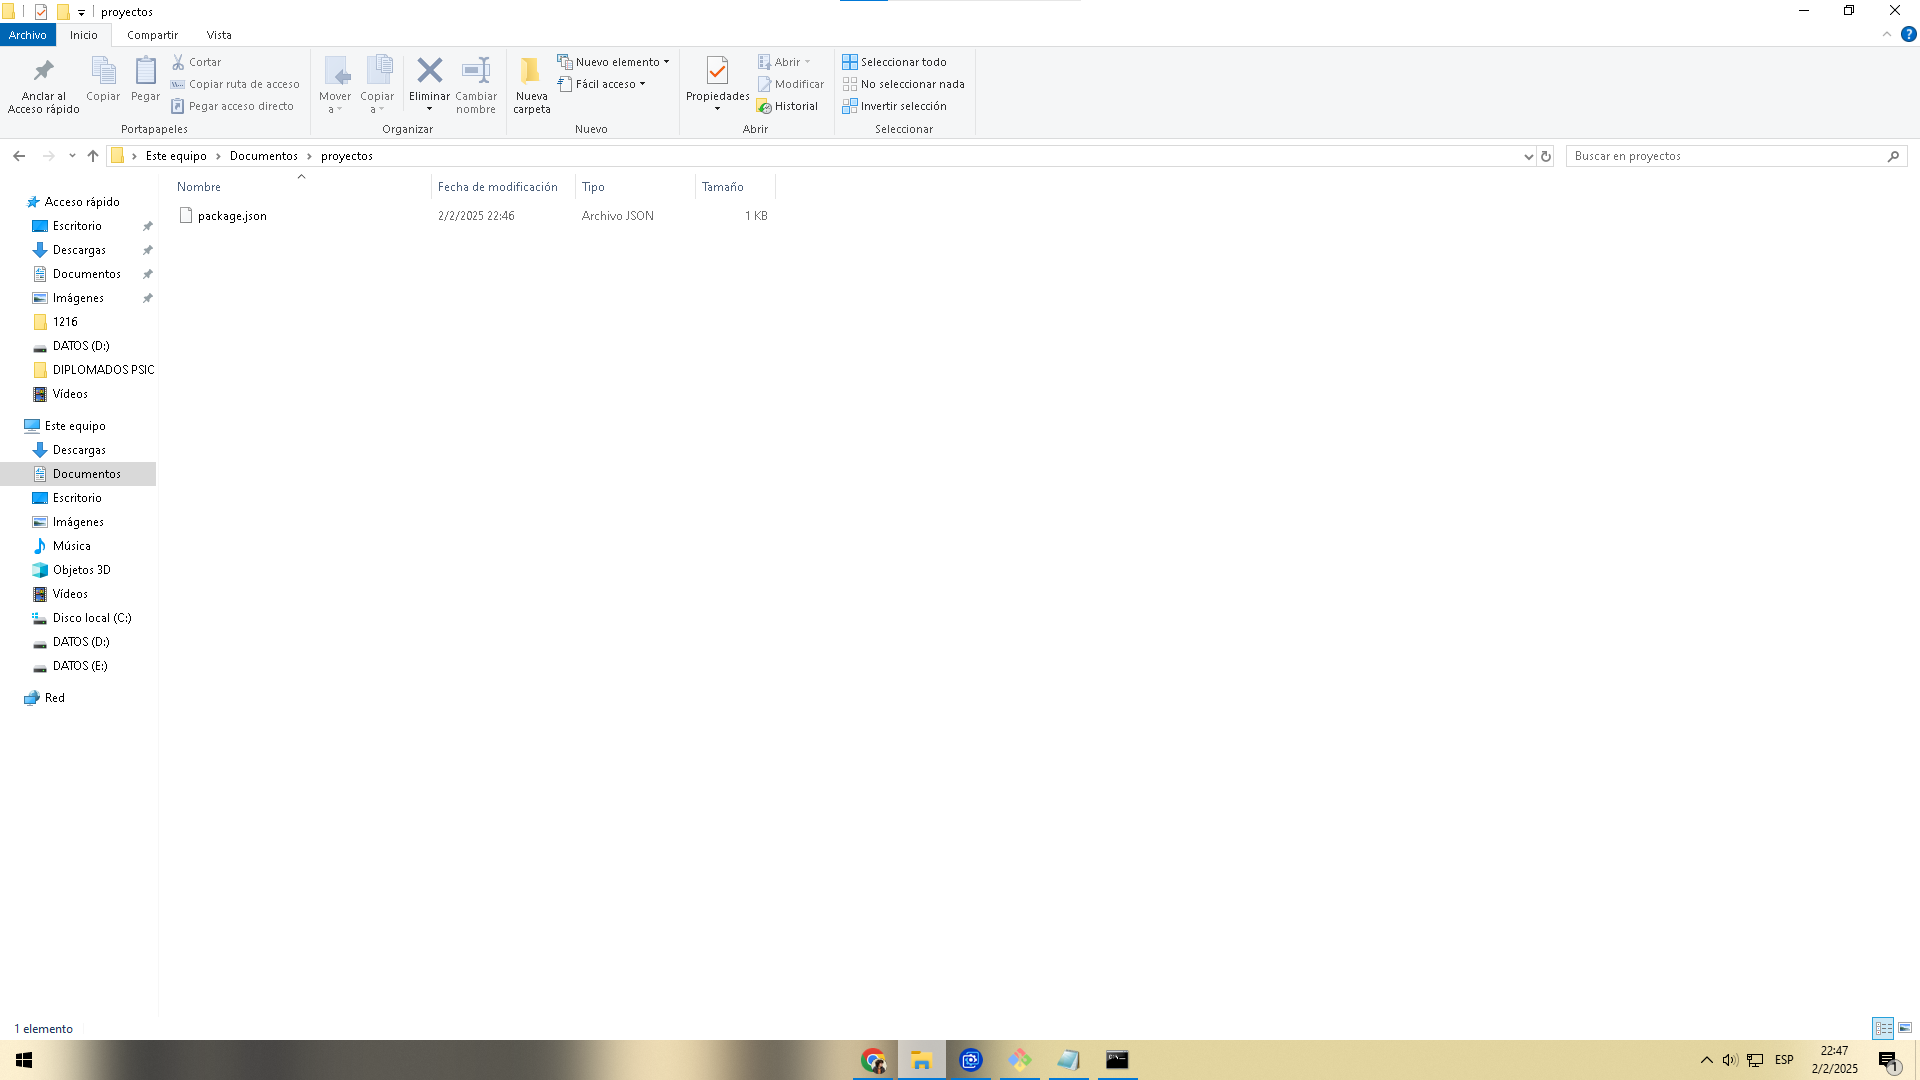 proyectos
Archivo
Inicio
Compartir
Vista
Anclar al
Acceso rápido
Copiar
Pegar
Cortar
Copiar ruta de acceso
Pegar acceso directo
Portapapeles
Mover
a
Copiar
a
Eliminar
Cambiar
nombre
Organizar
Nueva
carpeta
Nuevo elemento
Fácil acceso
Nuevo
Propiedades
Abrir
Modificar
Historial
Abrir
Seleccionar todo
No seleccionar nada
Invertir selección
Seleccionar
Este equipo > Documentos > proyectos
Buscar en proyectos
Nombre
Fecha de modificación
Tipo
Tamaño
package.json
2/2/2025 22:46
Archivo JSON
1 KB
Acceso rápido
Escritorio
Descargas
Documentos
Imágenes
1216
DATOS (D:)
DIPLOMADOS PSIC
Vídeos
Este equipo
Descargas
Documentos
Escritorio
Imágenes
Música
Objetos 3D
Vídeos
Disco local (C:)
DATOS (D:)
DATOS (E:)
Red
1 elemento
ESP
22:47
2/2/2025
1